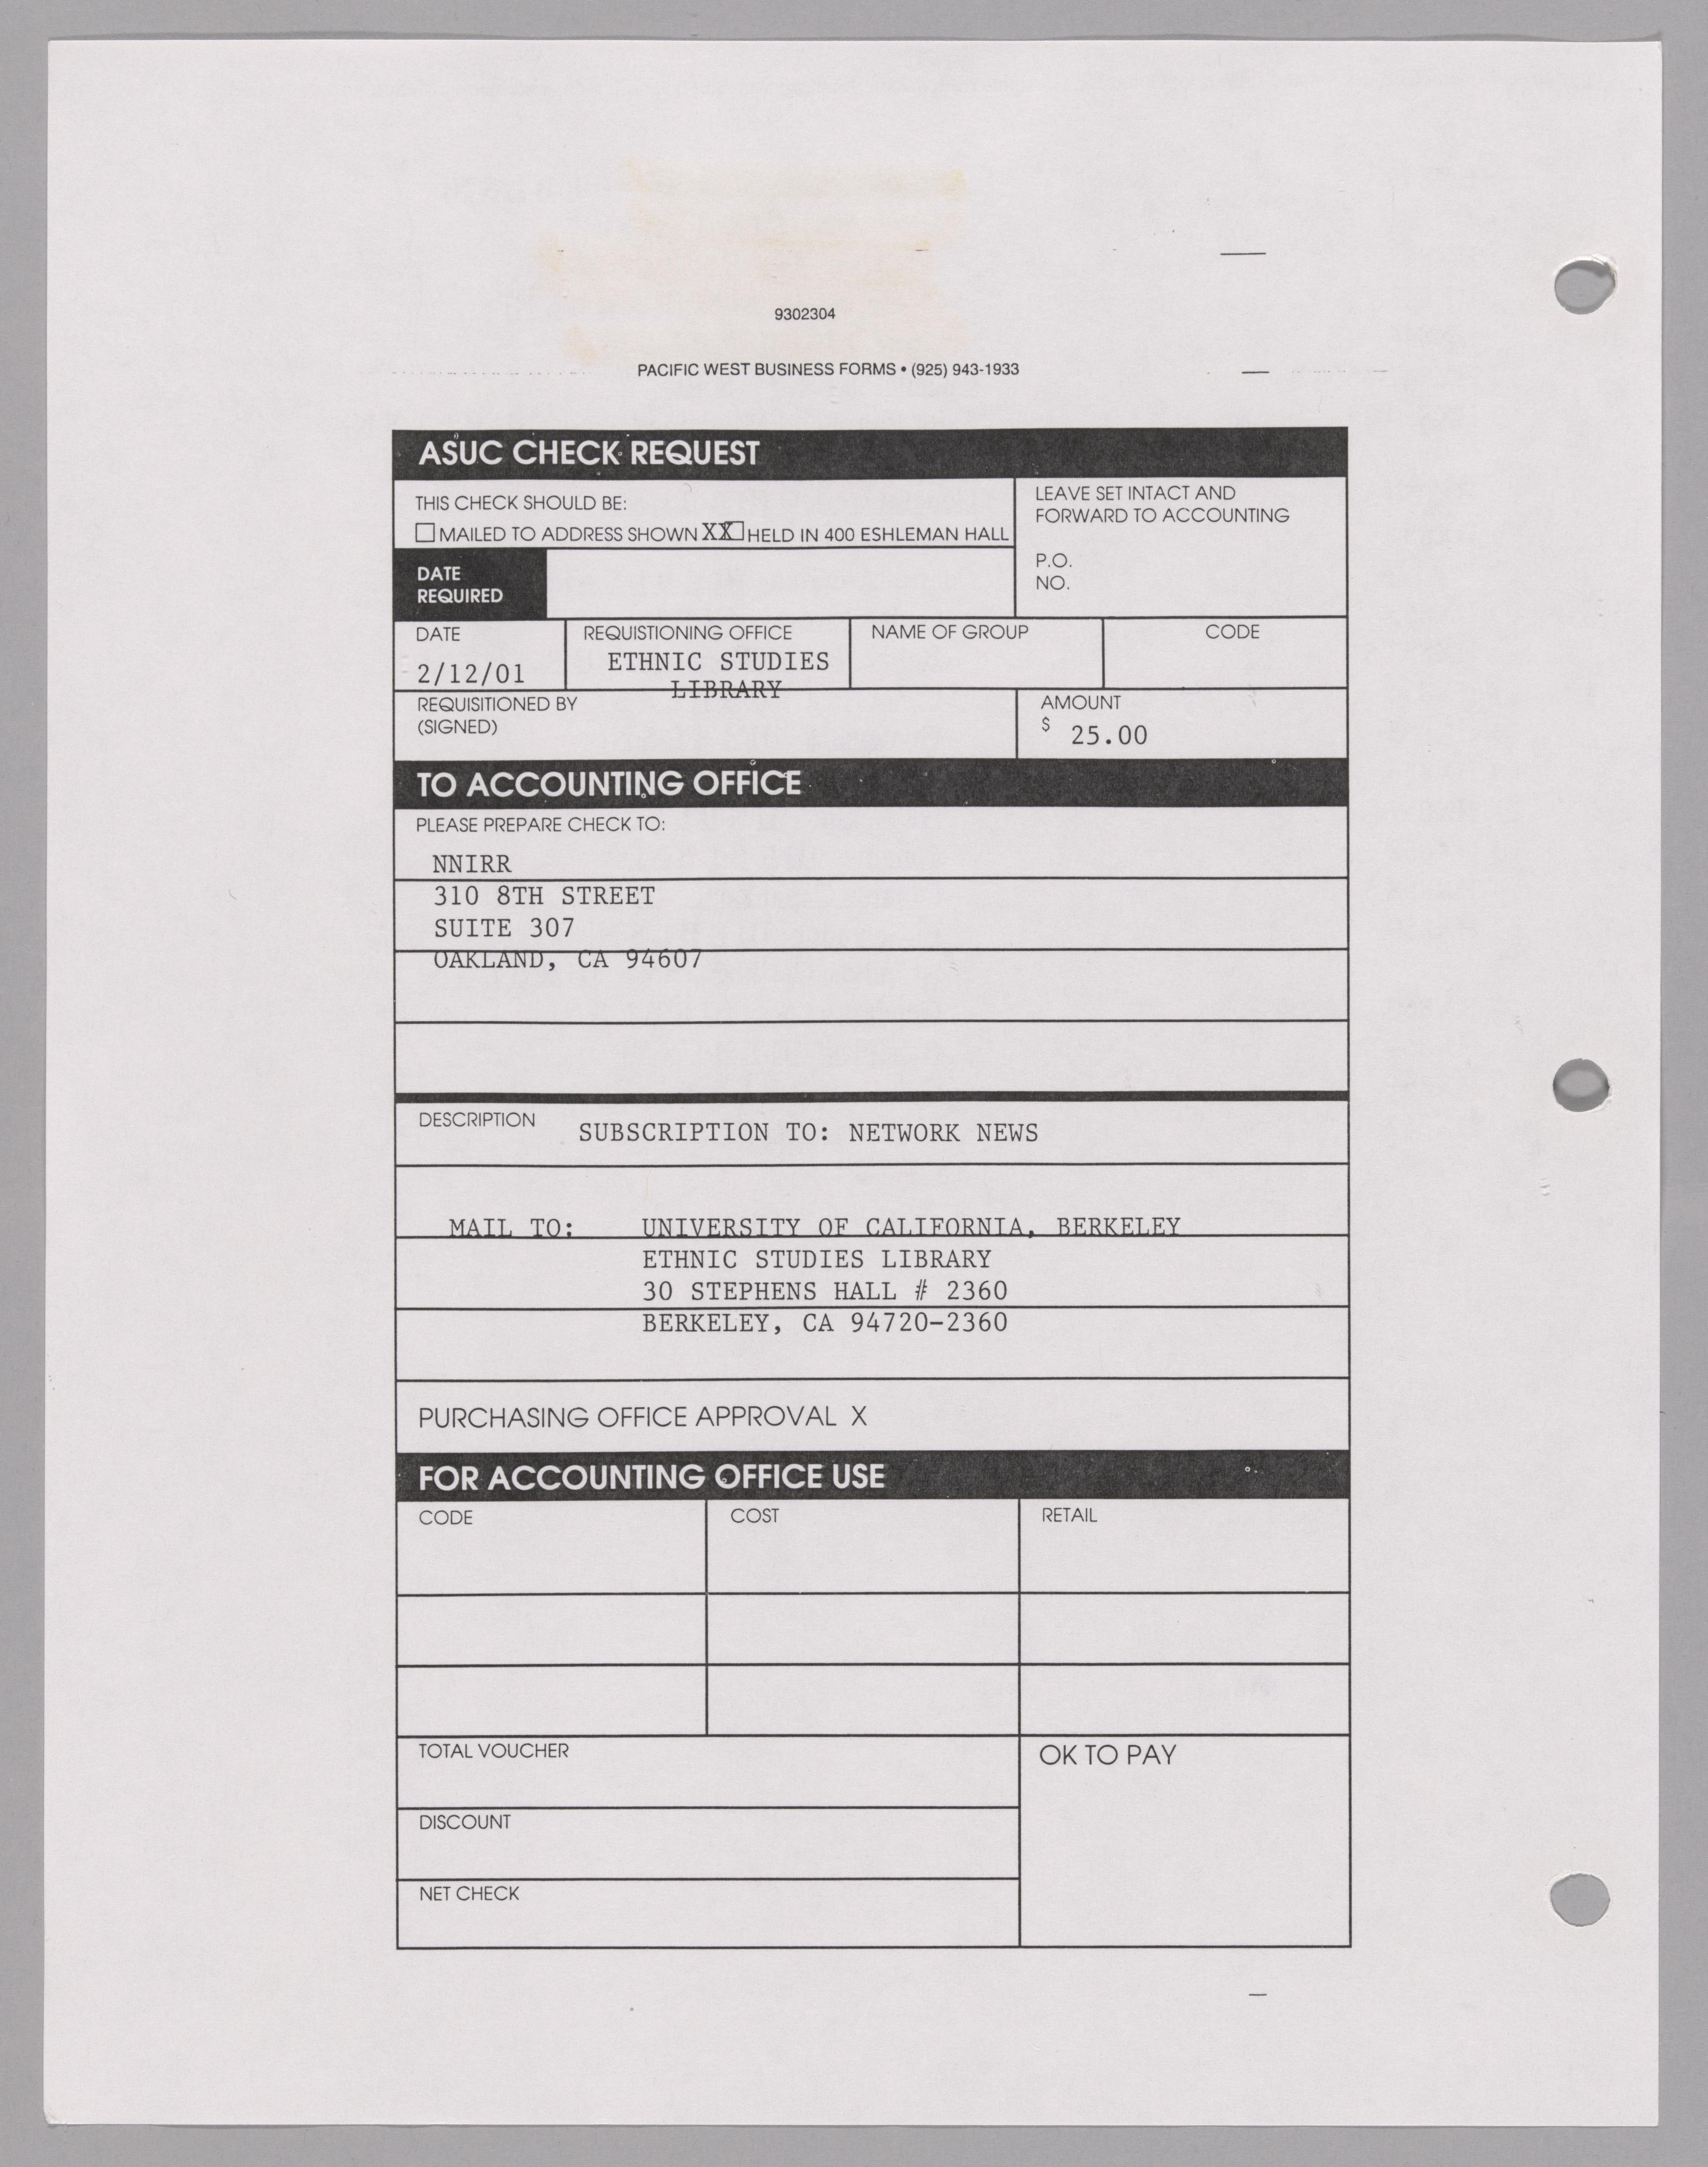 9302304
PACIFIC WEST BUSINESS FORMS • (925) 943-1933
ASUC CHECK REQUEST
THIS CHECK SHOULD BE:
☐ MAILED TO ADDRESS SHOWN XX☐ HELD IN 400 ESHLEMAN HALL
LEAVE SET INTACT AND
FORWARD TO ACCOUNTING
P.O.
NO.
DATE
REQUIRED
DATE
2/12/01
REQUISTIONING OFFICE
ETHNIC STUDIES
LIBRARY
NAME OF GROUP
CODE
REQUISITIONED BY
(SIGNED)
AMOUNT
$ 25.00
TO ACCOUNTING OFFICE
PLEASE PREPARE CHECK TO:
NNIRR
310 8TH STREET
SUITE 307
OAKLAND, CA 94607
DESCRIPTION SUBSCRIPTION TO: NETWORK NEWS
MAIL TO: UNIVERSITY OF CALIFORNIA, BERKELEY
ETHNIC STUDIES LIBRARY
30 STEPHENS HALL # 2360
BERKELEY, CA 94720-2360
PURCHASING OFFICE APPROVAL X
FOR ACCOUNTING OFFICE USE
CODE COST RETAIL
TOTAL VOUCHER
OK TO PAY
DISCOUNT
NET CHECK